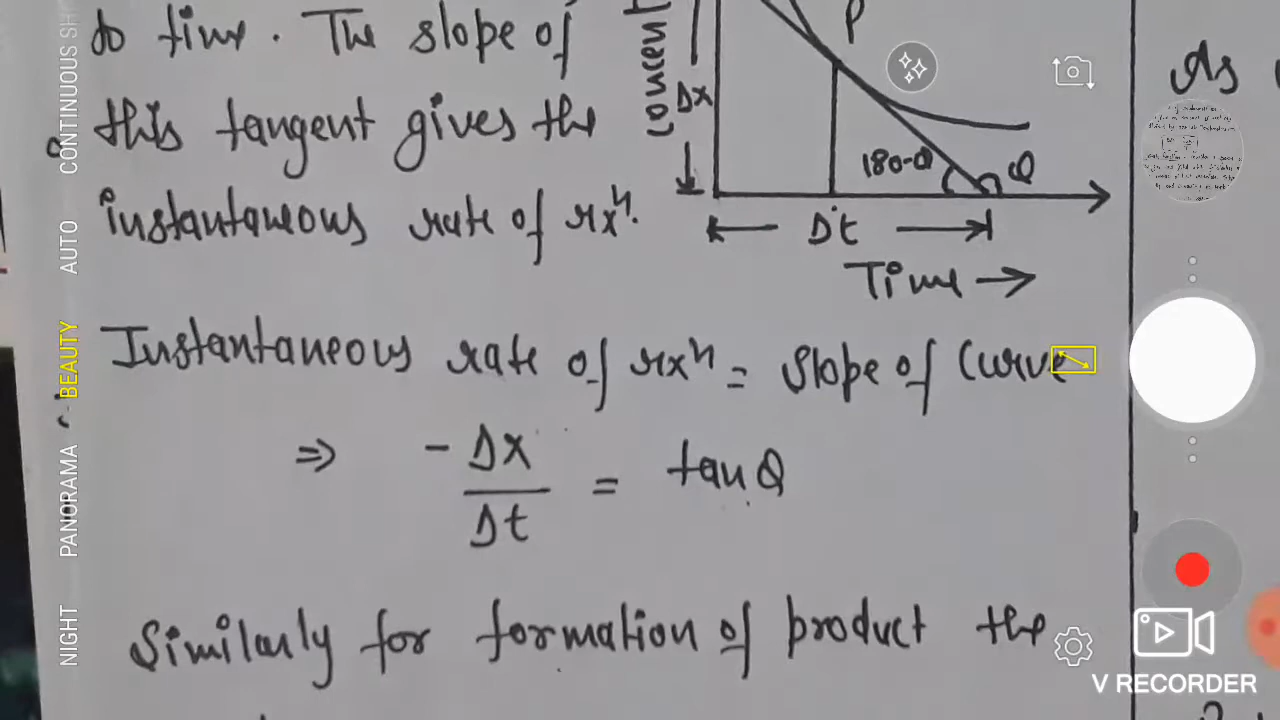 to time. The slope of
this tangent gives the
instantaneous rate of rxⁿ.
P
Δx
180-θ
θ
Δt
Time →
As
Instantaneous rate of rxⁿ = slope of curve
⇒ -Δx/Δt = tanθ
Similarly for formation of product the
CONTINUOUS SH
AUTO
BEAUTY
PANORAMA
NIGHT
V RECORDER